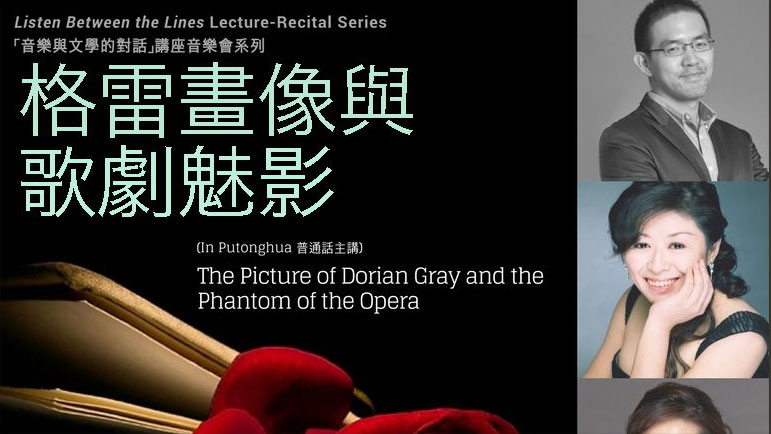 Listen Between the Lines Lecture-Recital Series
「音樂與文學的對話」講座音樂會系列
格雷畫像與
歌劇魅影
(In Putonghua 普通話主講)
The Picture of Dorian Gray and the
Phantom of the Opera